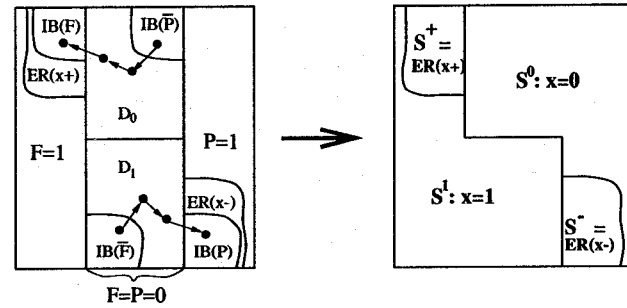 IB(F)
IB(P̅)
ER(x+)
D₀
F=1
P=1
D₁
ER(x-)
IB(F̅)
IB(P)
F=P=0
S⁺ =
ER(x+)
S⁰: x=0
S¹: x=1
S⁻ =
ER(x-)